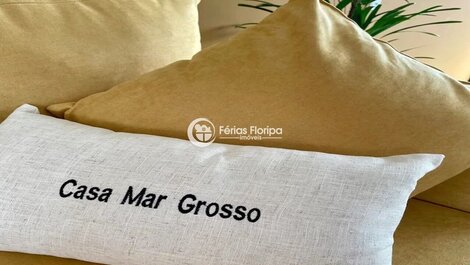 Férias Floripa
imóveis
Casa Mar Grosso